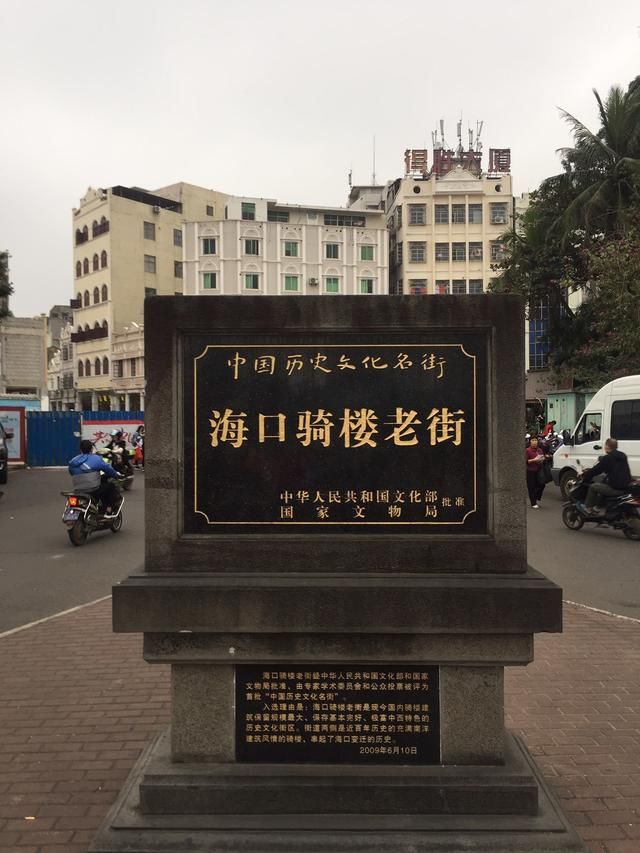 得胜大厦
中国历史文化名街
海口骑楼老街
中华人民共和国文化部
国家文物局
批准
海口骑楼老街经中华人民共和国文化部和国家
文物局批准、由专家学术委员会和公众投票被评为
首批“中国历史文化名街”。
入选理由是：海口骑楼老街是现今国内骑楼建
筑保留规模最大、保存基本完好、极富中西特色的
历史文化街区。街道两侧是近百年历史的充满南洋
建筑风情的骑楼、串起了海口变迁的历史。
2009年6月10日